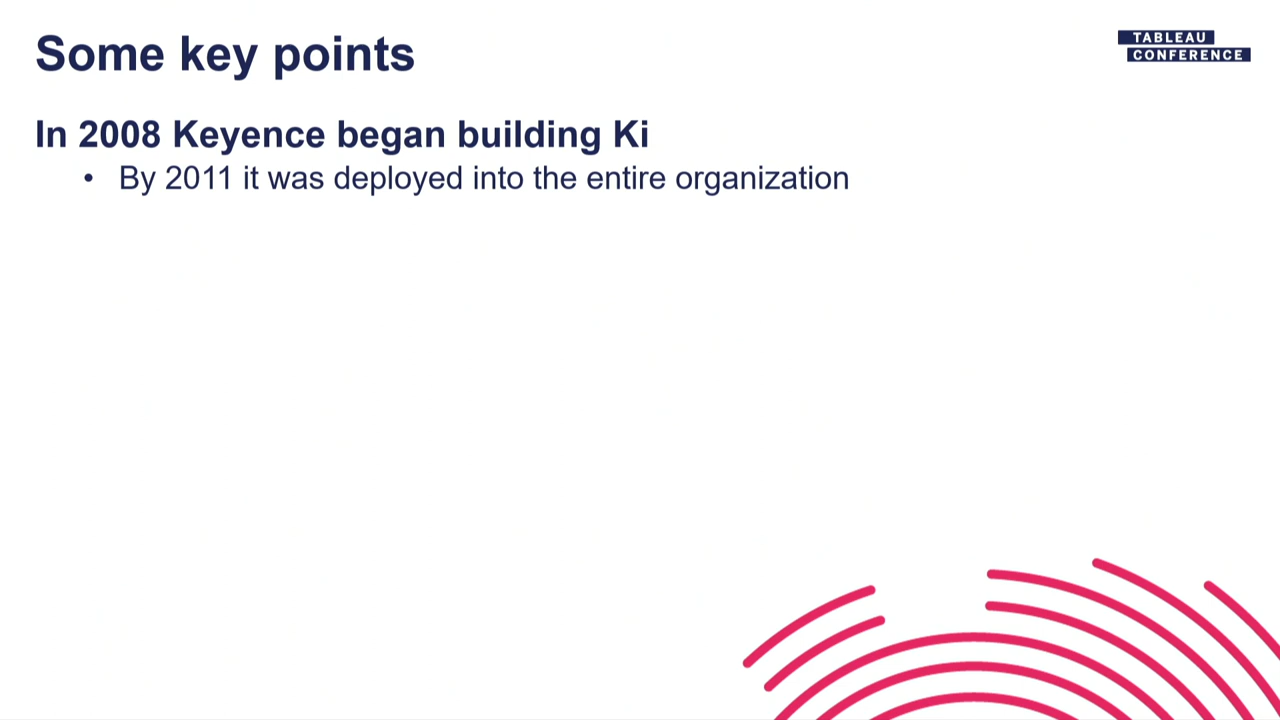 Some key points
TABLEAU
CONFERENCE
In 2008 Keyence began building Ki
• By 2011 it was deployed into the entire organization